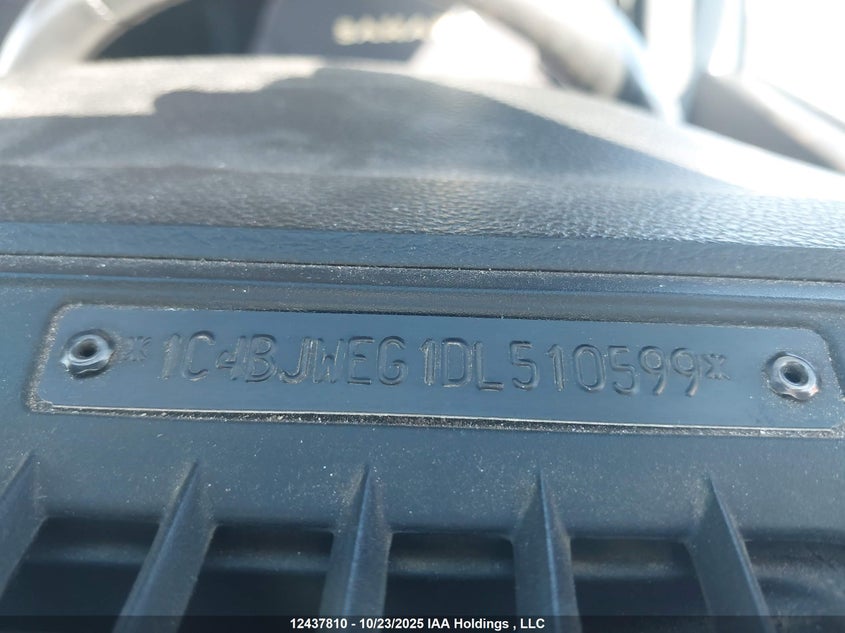 *1C4BJWEG1DL510599*
12437810 - 10/23/2025 IAA Holdings , LLC